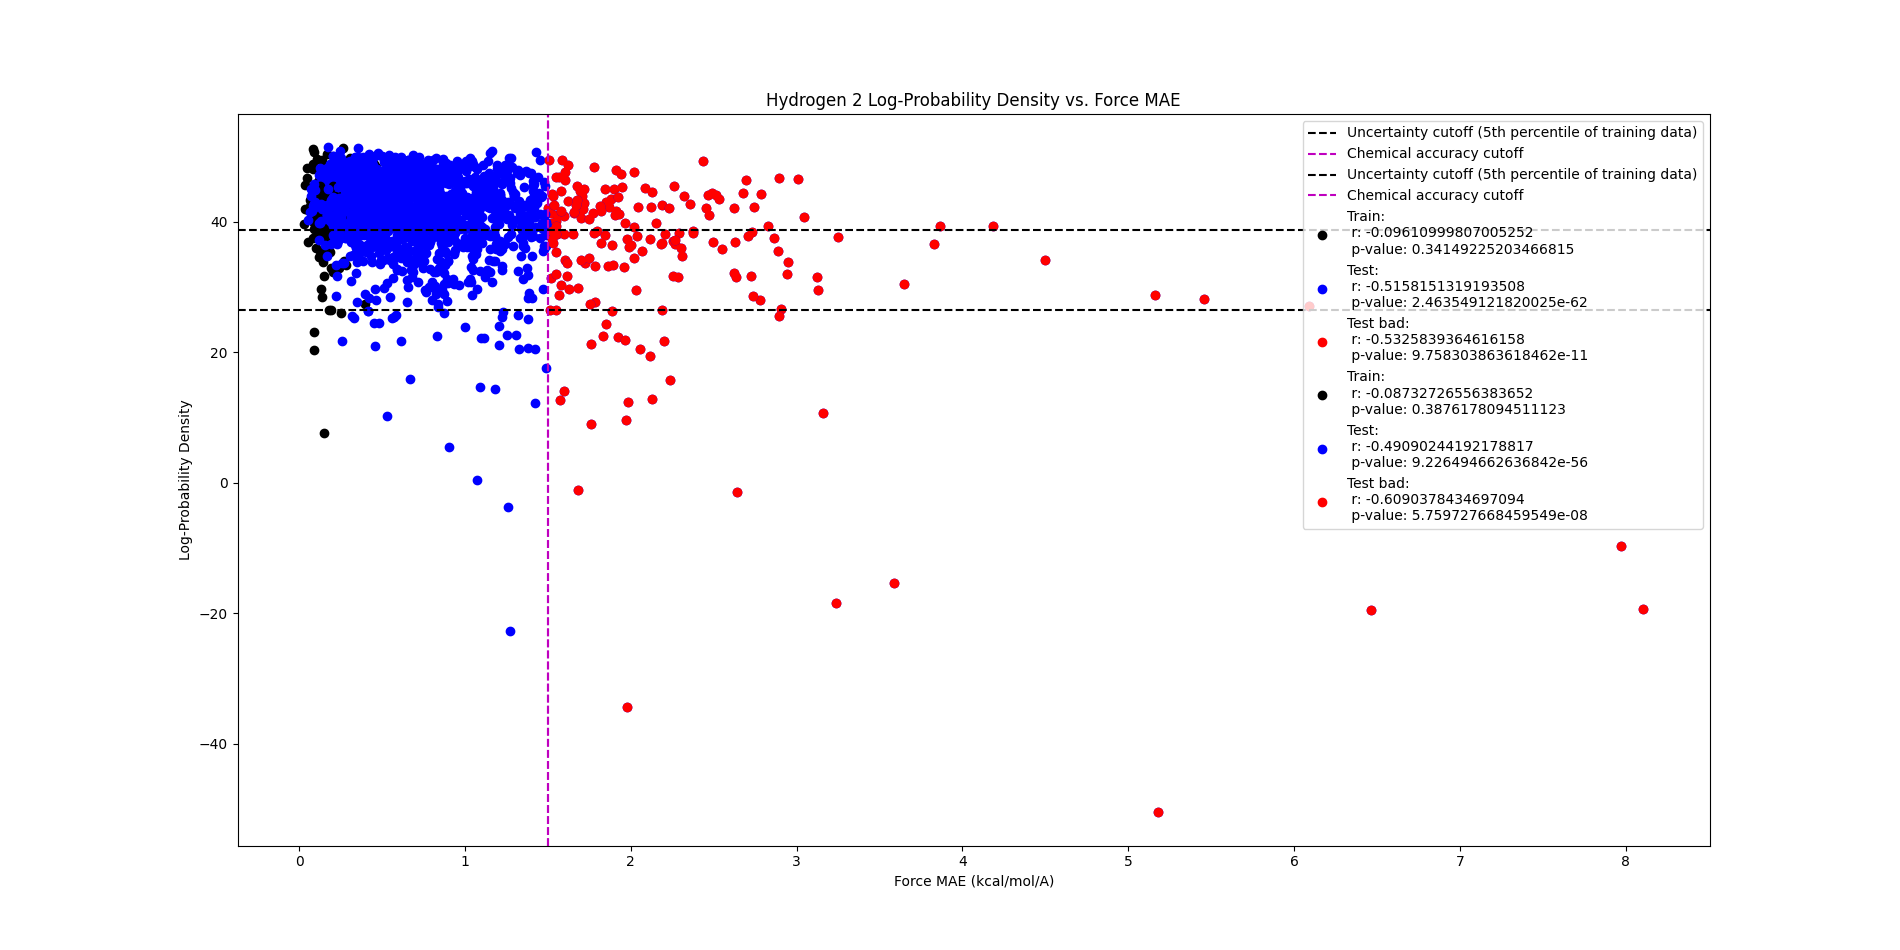 Hydrogen 2 Log-Probability Density vs. Force MAE
Uncertainty cutoff (5th percentile of training data)
Chemical accuracy cutoff
Uncertainty cutoff (5th percentile of training data)
Chemical accuracy cutoff
Train:
r: -0.09610999807005252
p-value: 0.34149225203466815
Test:
r: -0.5158151319193508
p-value: 2.463549121820025e-62
Test bad:
r: -0.5325839364616158
p-value: 9.758303863618462e-11
Train:
r: -0.08732726556383652
p-value: 0.3876178094511123
Test:
r: -0.49090244192178817
p-value: 9.226494662636842e-56
Test bad:
r: -0.6090378434697094
p-value: 5.759727668459549e-08
Log-Probability Density
40
20
0
−20
−40
0 1 2 3 4 5 6 7 8
Force MAE (kcal/mol/A)